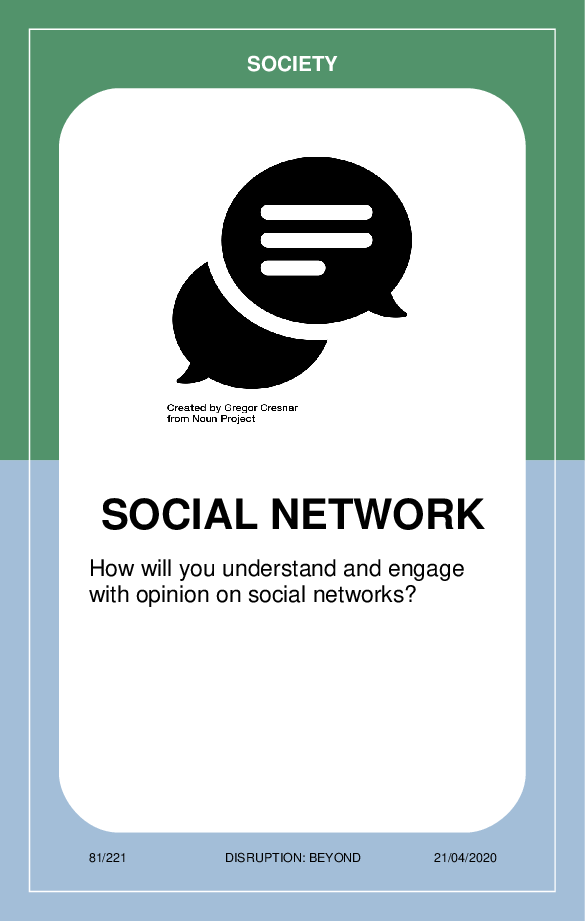 SOCIETY
Created by Gregor Cresnar
from Noun Project
SOCIAL NETWORK
How will you understand and engage
with opinion on social networks?
81/221
DISRUPTION: BEYOND
21/04/2020